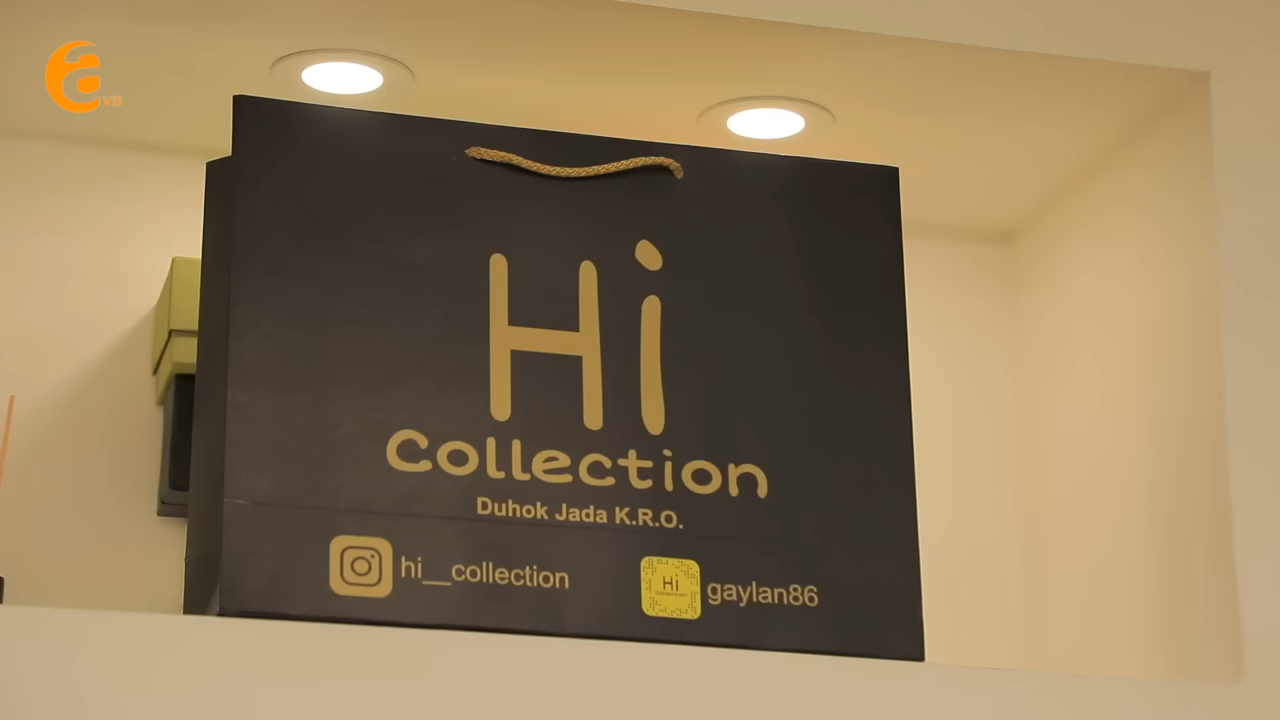 Hi
Collection
Duhok Jada K.R.O.
hi__collection
Hi
gaylan86